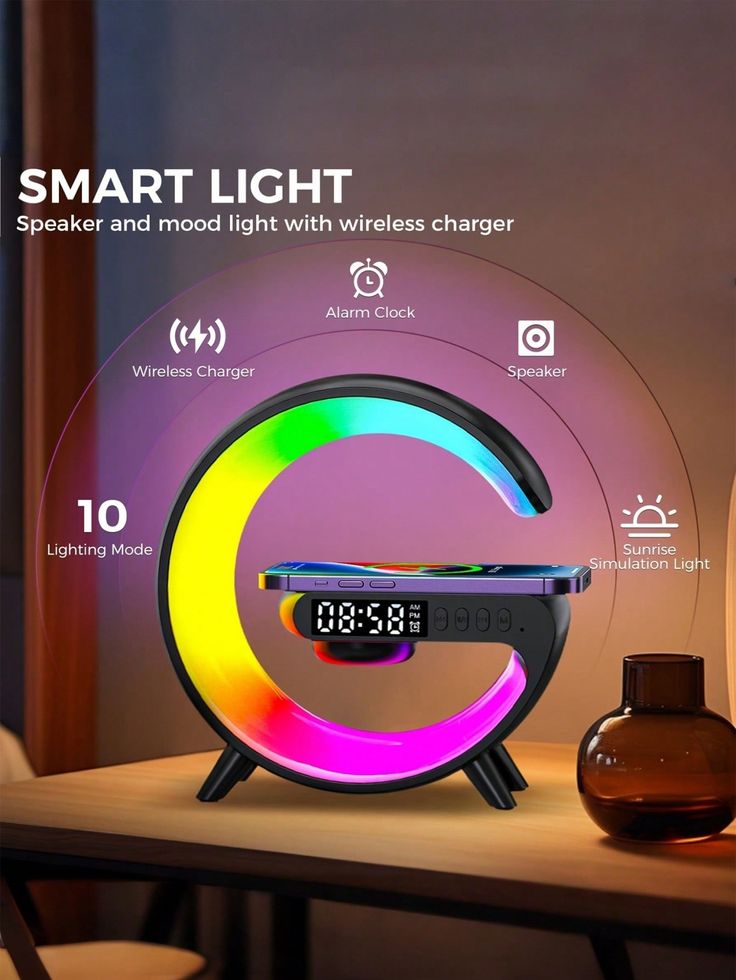 SMART LIGHT
Speaker and mood light with wireless charger
Alarm Clock
Wireless Charger
Speaker
10
Lighting Mode
Sunrise
Simulation Light
08:58
AM
PM